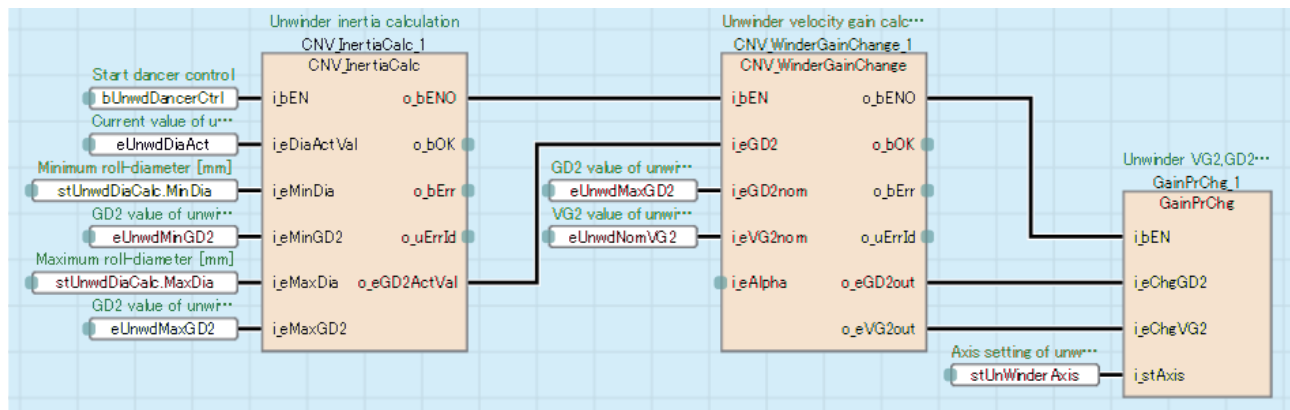 Unwinder inertia calculation
CNV_InertiaCalc_1
CNV_InertiaCalc
Start dancer control
bUnwdDancerCtrl
i_bEN
o_bENO
Current value of u···
eUnwdDiaAct
i_eDiaActVal
o_bOK
Minimum roll-diameter [mm]
stUnwdDiaCalc.MinDia
i_eMinDia
o_bErr
GD2 value of unwi···
eUnwdMinGD2
i_eMinGD2
o_uErrId
Maximum roll-diameter [mm]
stUnwdDiaCalc.MaxDia
i_eMaxDia
o_eGD2ActVal
GD2 value of unwi···
eUnwdMaxGD2
i_eMaxGD2
Unwinder velocity gain calc···
CNV_WinderGainChange_1
CNV_WinderGainChange
i_bEN
o_bENO
i_eGD2
o_bOK
GD2 value of unwi···
eUnwdMaxGD2
i_eGD2nom
o_bErr
VG2 value of unwi···
eUnwdNomVG2
i_eVG2nom
o_uErrId
i_eAlpha
o_eGD2out
o_eVG2out
Unwinder VG2,GD2···
GainPrChg_1
GainPrChg
i_bEN
i_eChgGD2
i_eChgVG2
Axis setting of unw···
stUnWinderAxis
i_stAxis